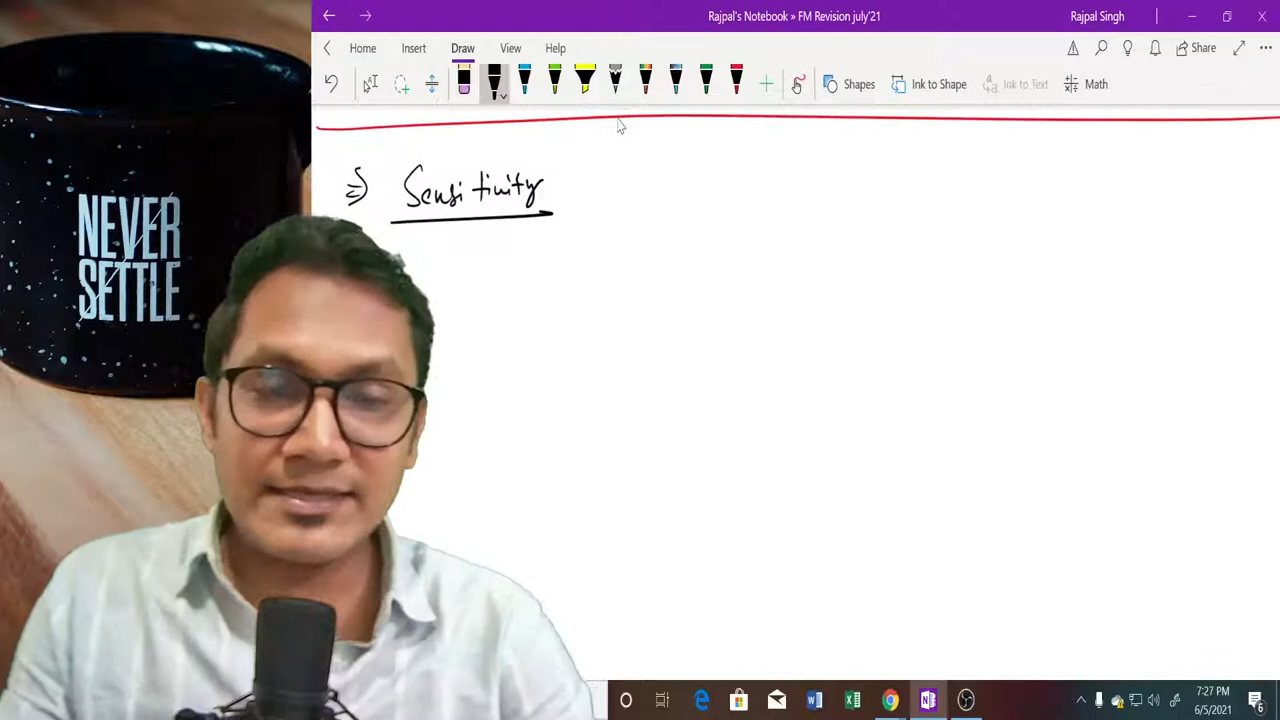 Rajpal's Notebook » FM Revision july'21
Rajpal Singh
Home Insert Draw View Help
Share
Shapes Ink to Shape Ink to Text Math
⇒ Sensitivity
NEVER
SETTLE
7:27 PM
6/5/2021
6